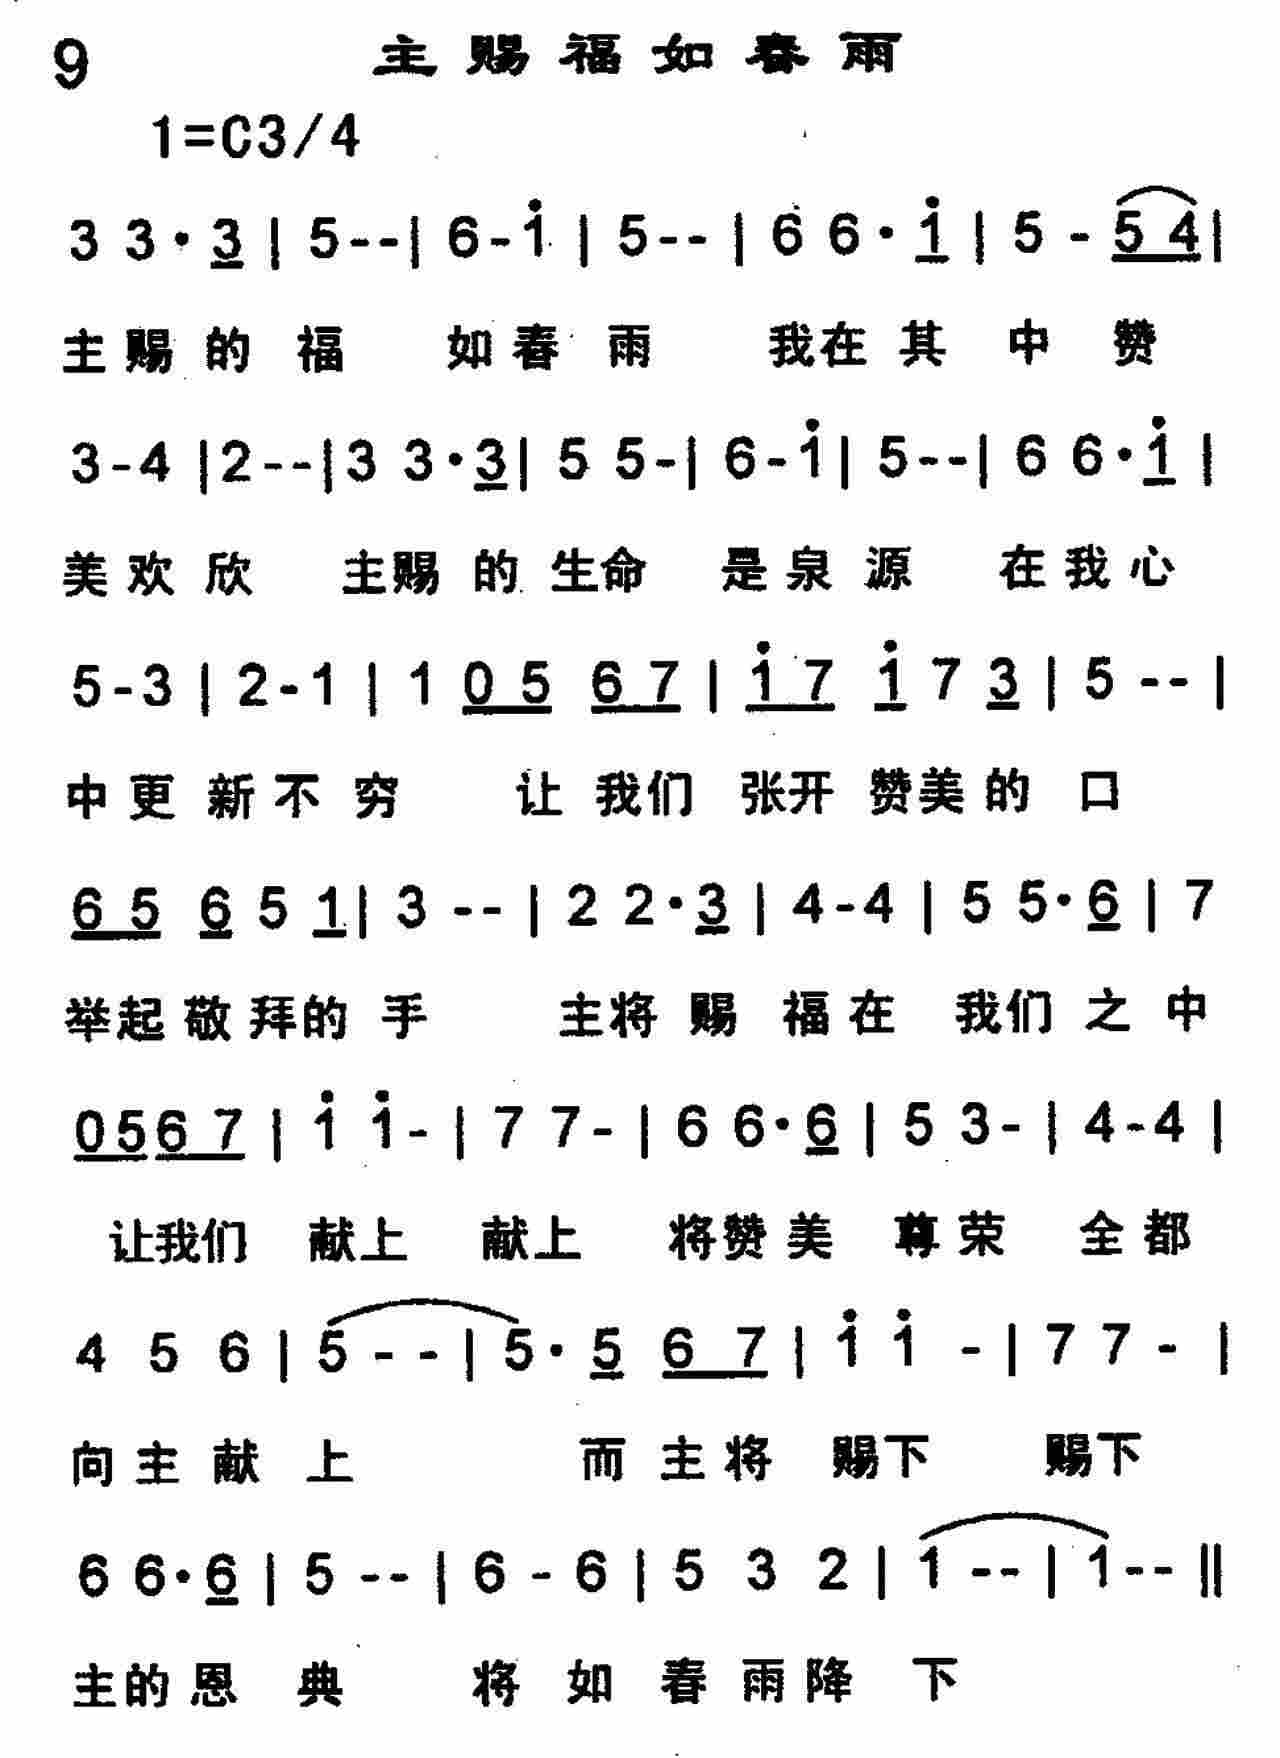 9 主赐福如春雨
1=C3/4
3 3·3 | 5--| 6-i | 5-- | 6 6·i | 5 - 5 4|
主赐的福 如春雨 我在其中赞
3-4 |2--|3 3·3| 5 5-| 6-i| 5--| 6 6·i |
美欢欣 主赐的生命 是泉源 在我心
5-3 | 2-1 | 1 0 5 6 7 | i 7 i 7 3 | 5 -- |
中更新不穷 让我们张开赞美的口
6 5 6 5 1| 3 -- | 2 2·3 | 4-4 | 5 5·6 | 7
举起敬拜的手 主将赐福在我们之中
0 5 6 7 | i i- | 7 7- | 6 6·6 | 5 3- | 4-4 |
让我们 献上 献上 将赞美尊荣 全都
4 5 6 | 5 - - | 5· 5 6 7 | i i - | 7 7 - |
向主献上 而主将赐下 赐下
6 6·6 | 5 -- | 6 - 6 | 5 3 2 | 1 -- | 1-- ||
主的恩典 将如春雨降下